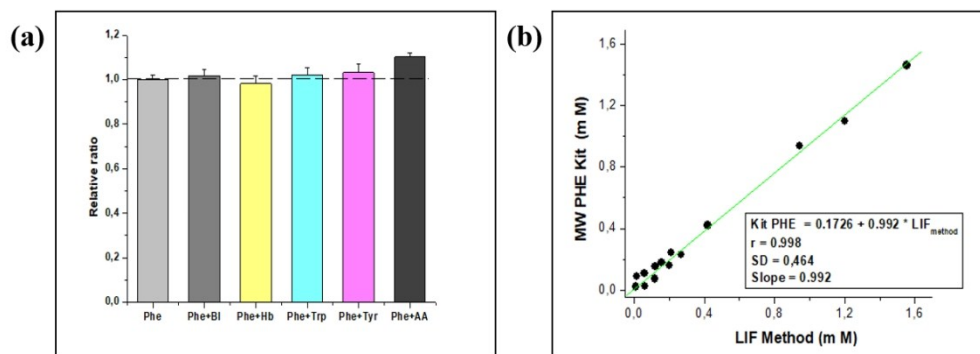 (a)
1,2
1,0
0,8
0,6
0,4
0,2
0,0
Relative ratio
Phe Phe+Bl Phe+Hb Phe+Trp Phe+Tyr Phe+AA
(b)
1,6
1,2
0,8
0,4
0,0
MW PHE Kit (m M)
Kit PHE = 0.1726 + 0.992 * LIF method
r = 0.998
SD = 0,464
Slope = 0.992
0,0 0,4 0,8 1,2 1,6
LIF Method (m M)